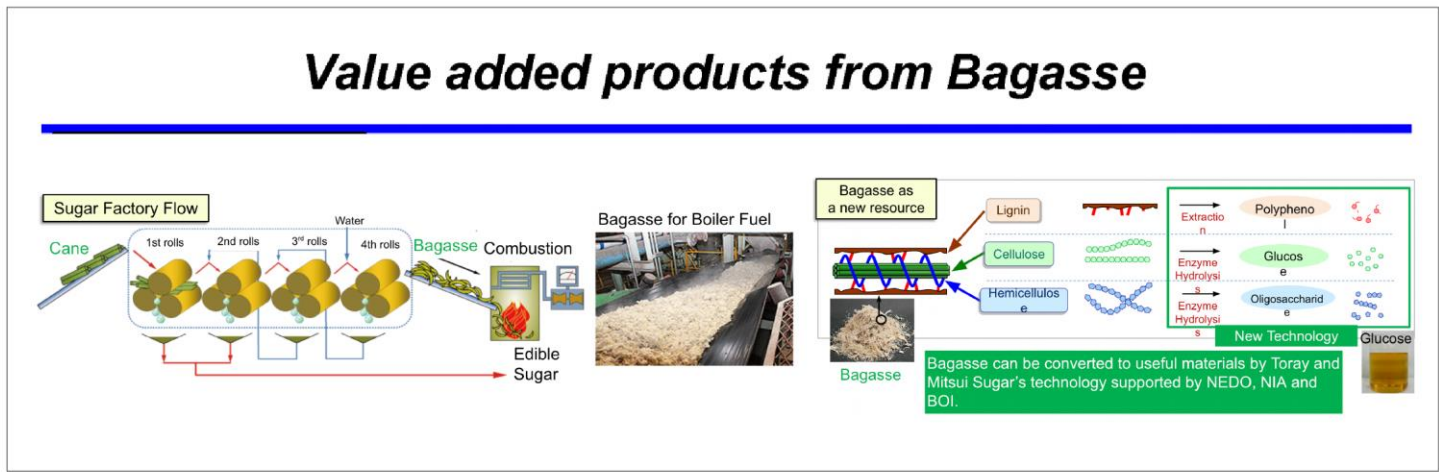 Value added products from Bagasse
Sugar Factory Flow
Cane
1st rolls
2nd rolls
3rd rolls
4th rolls
Water
Bagasse
Combustion
Edible
Sugar
Bagasse for Boiler Fuel
Bagasse as
a new resource
Bagasse
Lignin
Extractio
n
Polypheno
l
Cellulose
Enzyme
Hydrolysi
s
Glucos
e
Hemicellulos
e
Enzyme
Hydrolysi
s
Oligosaccharid
e
New Technology
Glucose
Bagasse can be converted to useful materials by Toray and
Mitsui Sugar's technology supported by NEDO, NIA and
BOI.